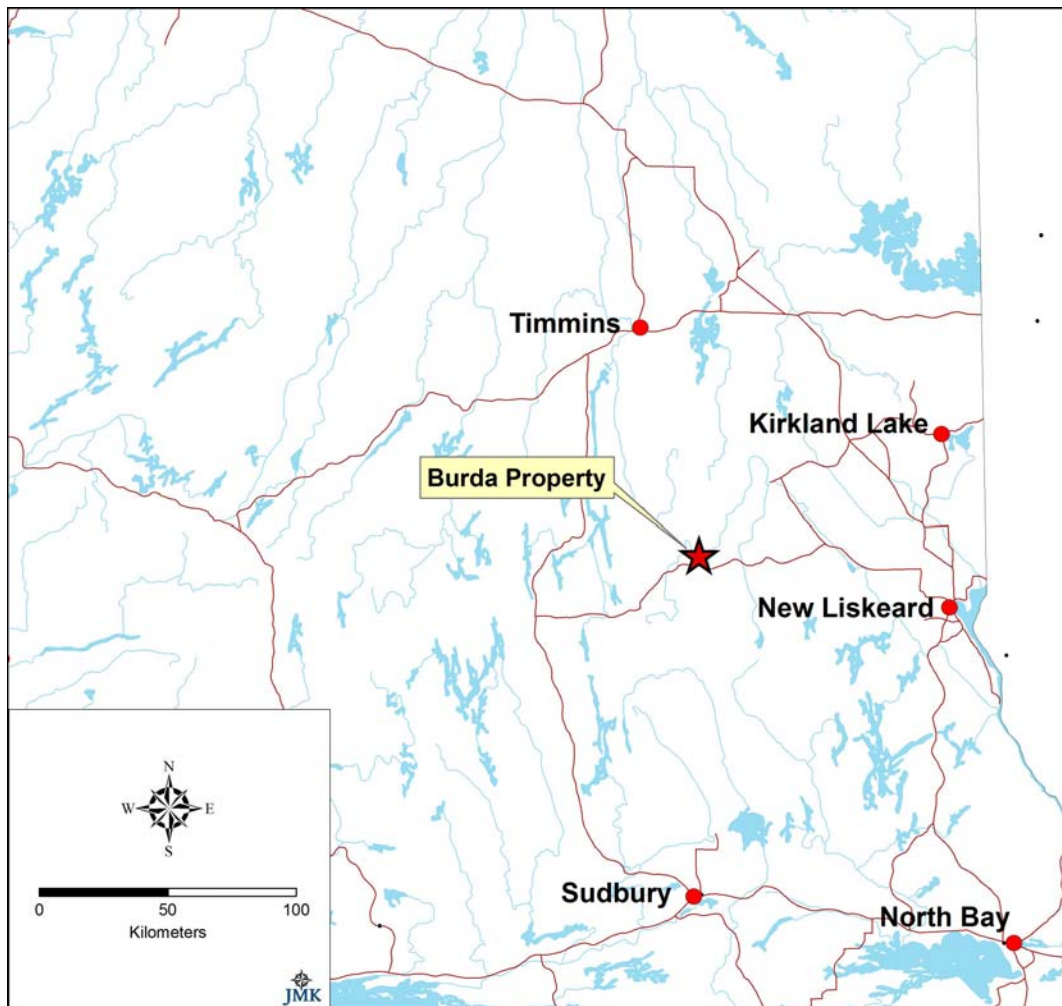 Timmins
Kirkland Lake
Burda Property
New Liskeard
N
W E
S
0 50 100
Kilometers
Sudbury
North Bay
JMK